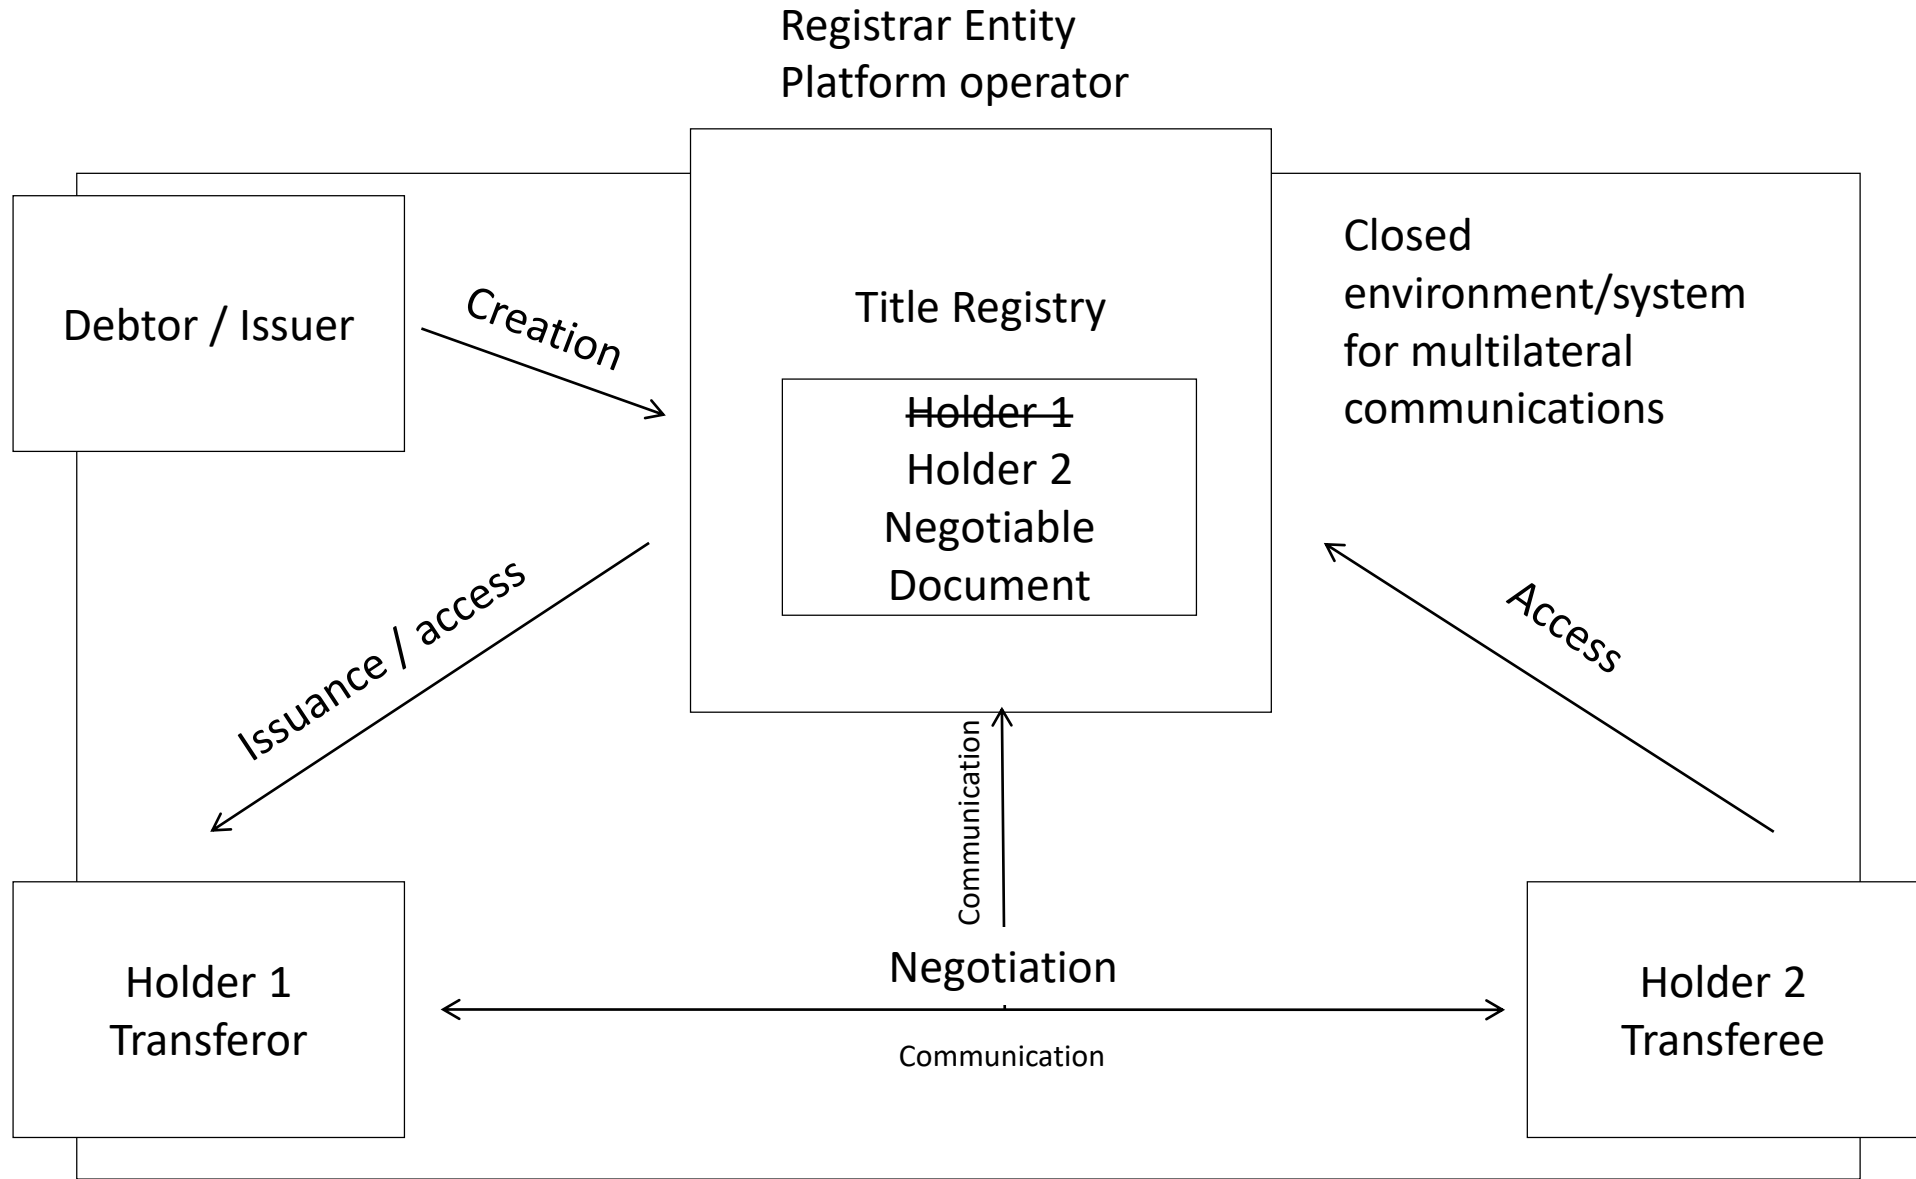 Registrar Entity
Platform operator
Debtor / Issuer
Creation
Title Registry
Holder 1
Holder 2
Negotiable
Document
Closed
environment/system
for multilateral
communications
Issuance / access
Access
Communication
Negotiation
Communication
Holder 1
Transferor
Holder 2
Transferee